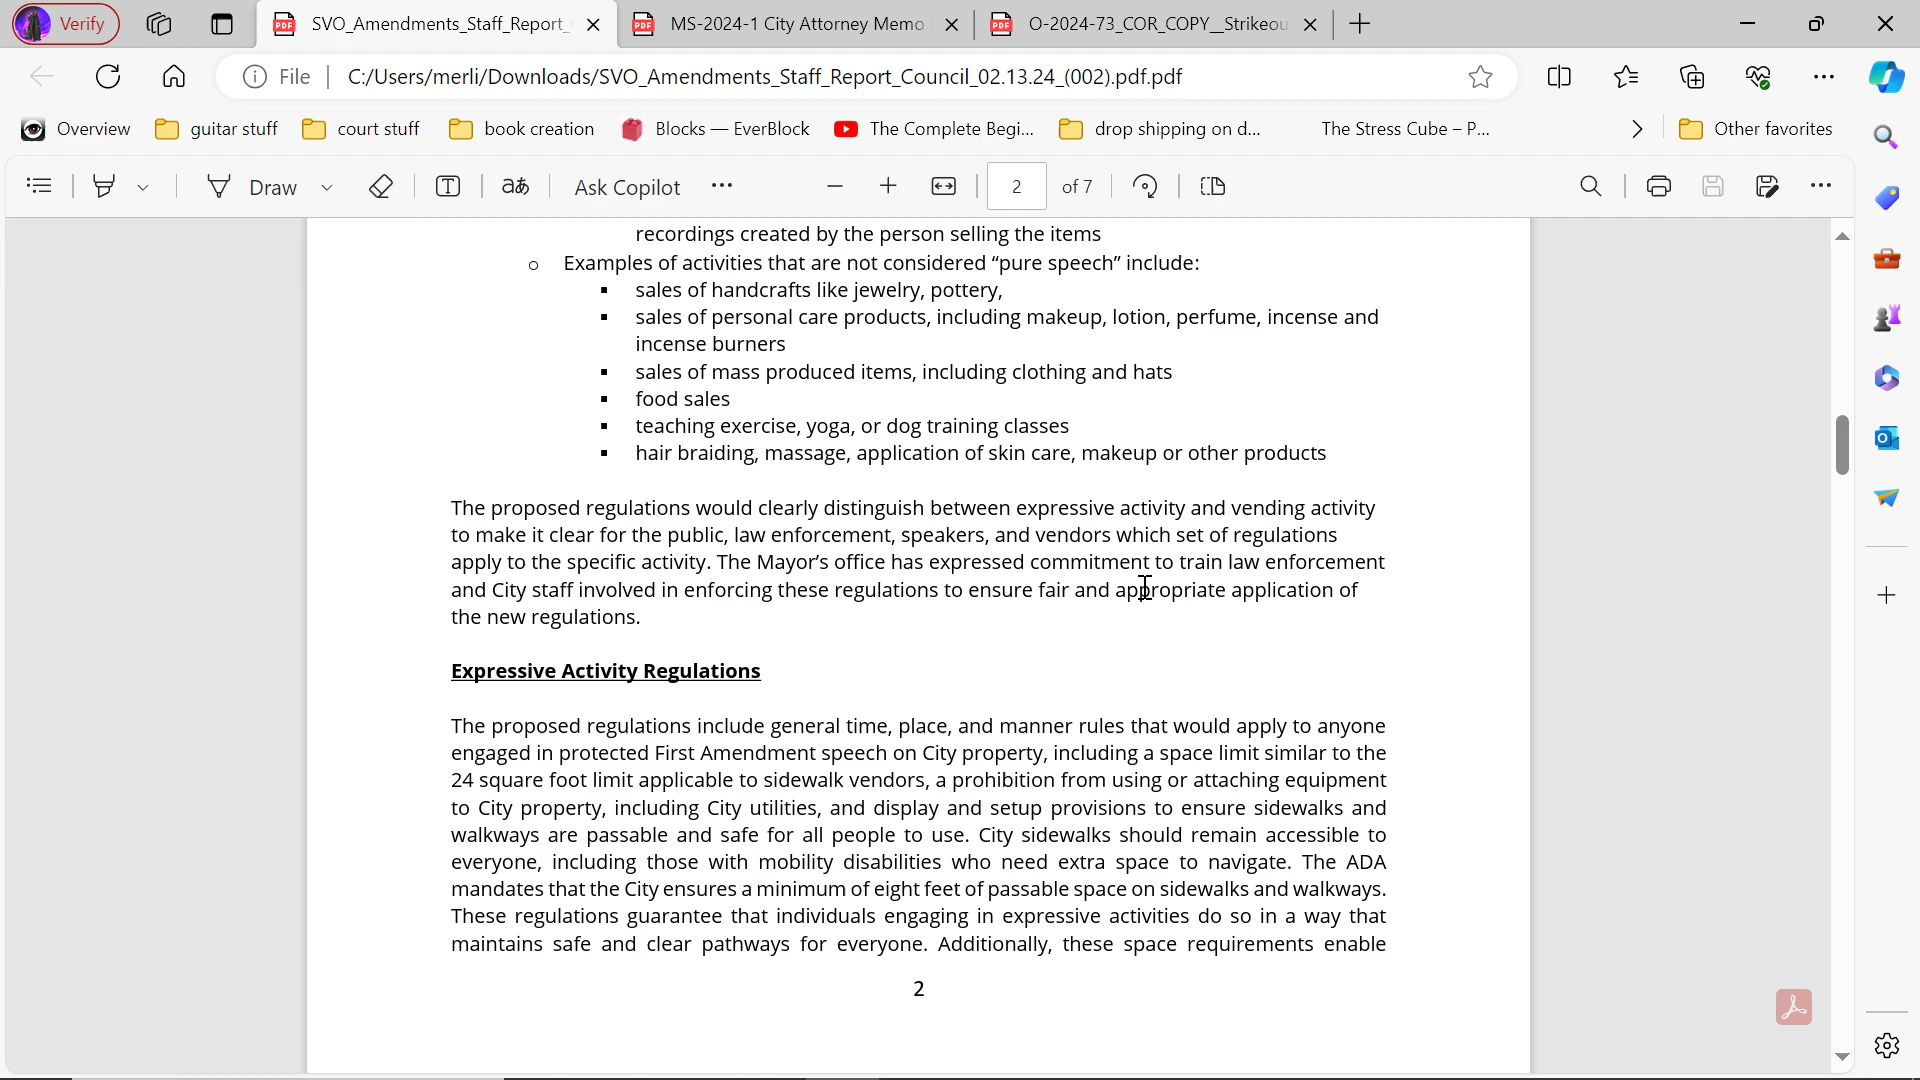 Verify
SVO_Amendments_Staff_Report_
MS-2024-1 City Attorney Memo
O-2024-73_COR_COPY__Strikeou
File
C:/Users/merli/Downloads/SVO_Amendments_Staff_Report_Council_02.13.24_(002).pdf.pdf
Overview
guitar stuff
court stuff
book creation
Blocks — EverBlock
The Complete Begi...
drop shipping on d...
The Stress Cube – P...
Other favorites
Draw
Ask Copilot
2
of 7
recordings created by the person selling the items
o Examples of activities that are not considered “pure speech” include:
▪ sales of handcrafts like jewelry, pottery,
▪ sales of personal care products, including makeup, lotion, perfume, incense and
incense burners
▪ sales of mass produced items, including clothing and hats
▪ food sales
▪ teaching exercise, yoga, or dog training classes
▪ hair braiding, massage, application of skin care, makeup or other products
The proposed regulations would clearly distinguish between expressive activity and vending activity
to make it clear for the public, law enforcement, speakers, and vendors which set of regulations
apply to the specific activity. The Mayor’s office has expressed commitment to train law enforcement
and City staff involved in enforcing these regulations to ensure fair and appropriate application of
the new regulations.
Expressive Activity Regulations
The proposed regulations include general time, place, and manner rules that would apply to anyone
engaged in protected First Amendment speech on City property, including a space limit similar to the
24 square foot limit applicable to sidewalk vendors, a prohibition from using or attaching equipment
to City property, including City utilities, and display and setup provisions to ensure sidewalks and
walkways are passable and safe for all people to use. City sidewalks should remain accessible to
everyone, including those with mobility disabilities who need extra space to navigate. The ADA
mandates that the City ensures a minimum of eight feet of passable space on sidewalks and walkways.
These regulations guarantee that individuals engaging in expressive activities do so in a way that
maintains safe and clear pathways for everyone. Additionally, these space requirements enable
2